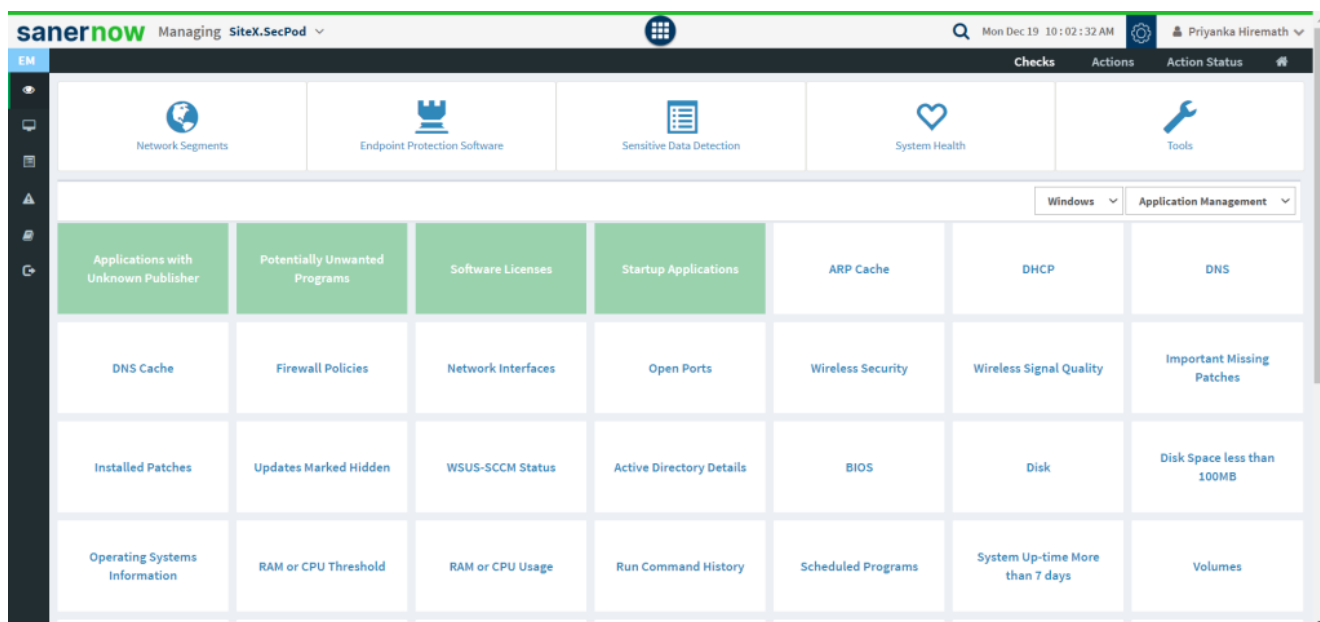 sanernow Managing SiteX.SecPod Mon Dec 19 10:02:32 AM Priyanka Hiremath
EM Checks Actions Action Status
Network Segments Endpoint Protection Software Sensitive Data Detection System Health Tools
Windows Application Management
Applications with Unknown Publisher
Potentially Unwanted Programs
Software Licenses
Startup Applications
ARP Cache
DHCP
DNS
DNS Cache
Firewall Policies
Network Interfaces
Open Ports
Wireless Security
Wireless Signal Quality
Important Missing Patches
Installed Patches
Updates Marked Hidden
WSUS-SCCM Status
Active Directory Details
BIOS
Disk
Disk Space less than 100MB
Operating Systems Information
RAM or CPU Threshold
RAM or CPU Usage
Run Command History
Scheduled Programs
System Up-time More than 7 days
Volumes